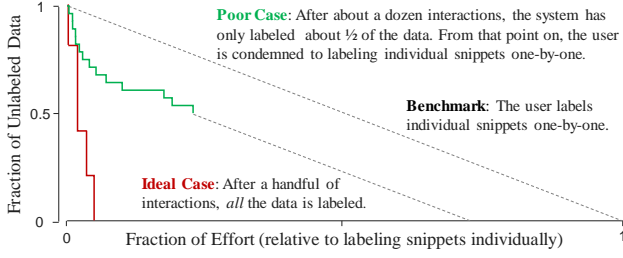 Poor Case: After about a dozen interactions, the system has
only labeled about ½ of the data. From that point on, the user
is condemned to labeling individual snippets one-by-one.
Benchmark: The user labels
individual snippets one-by-one.
Ideal Case: After a handful of
interactions, all the data is labeled.
Fraction of Unlabeled Data
1
0.5
0
0
1
Fraction of Effort (relative to labeling snippets individually)